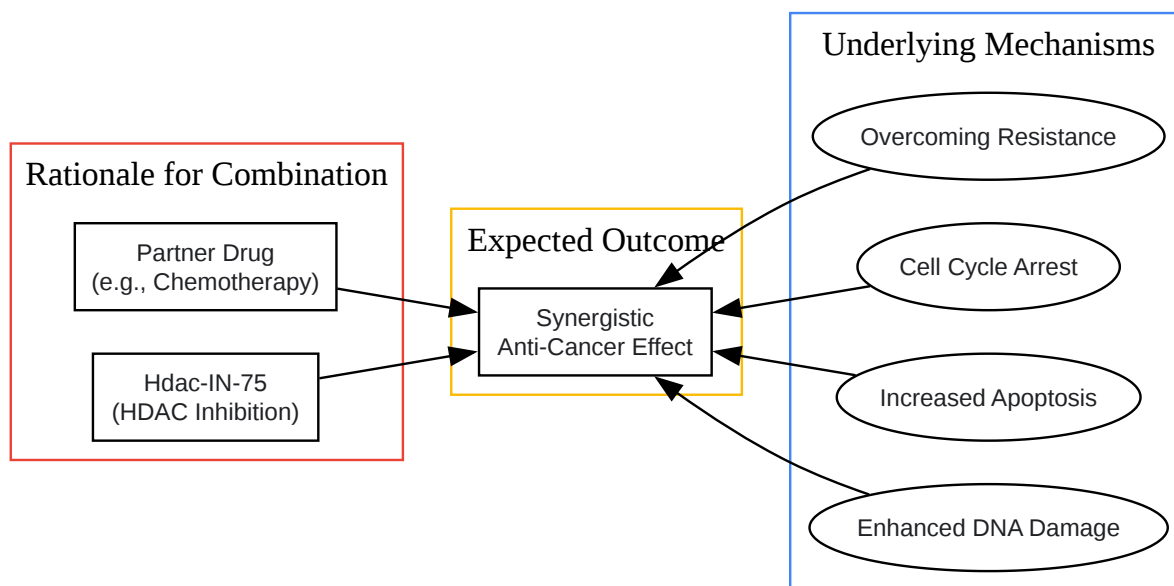 Rationale for Combination
Partner Drug
(e.g., Chemotherapy)
Hdac-IN-75
(HDAC Inhibition)
Expected Outcome
Synergistic
Anti-Cancer Effect
Underlying Mechanisms
Overcoming Resistance
Cell Cycle Arrest
Increased Apoptosis
Enhanced DNA Damage